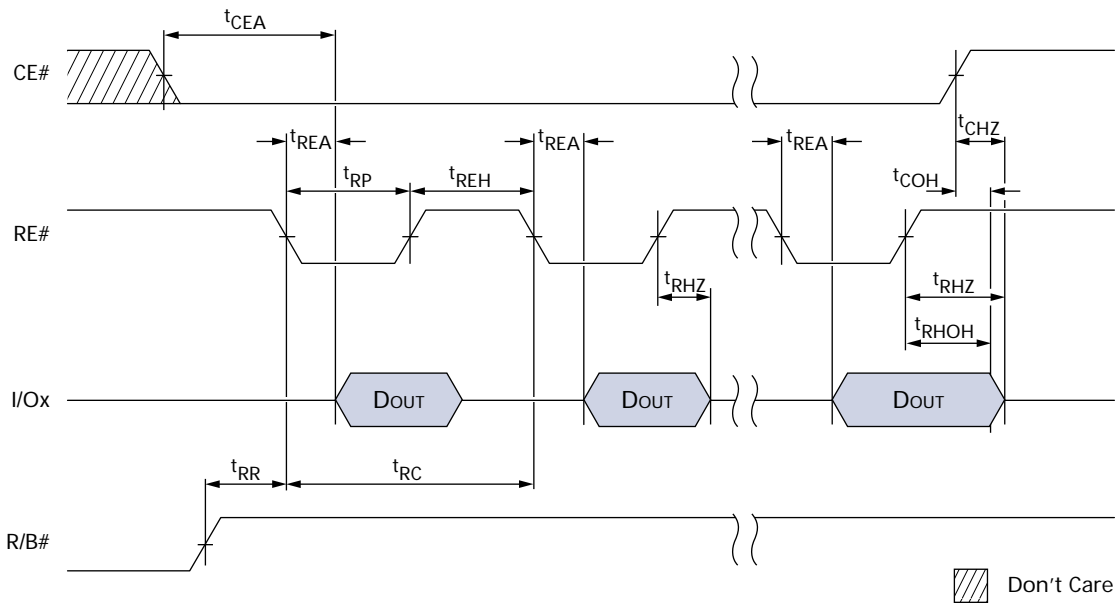 tCEA
CE#
tCHZ
tREA
tREA
tREA
tCOH
tRP
tREH
RE#
tRHZ
tRHZ
tRHOH
I/Ox
DOUT
DOUT
DOUT
tRR
tRC
R/B#
Don't Care